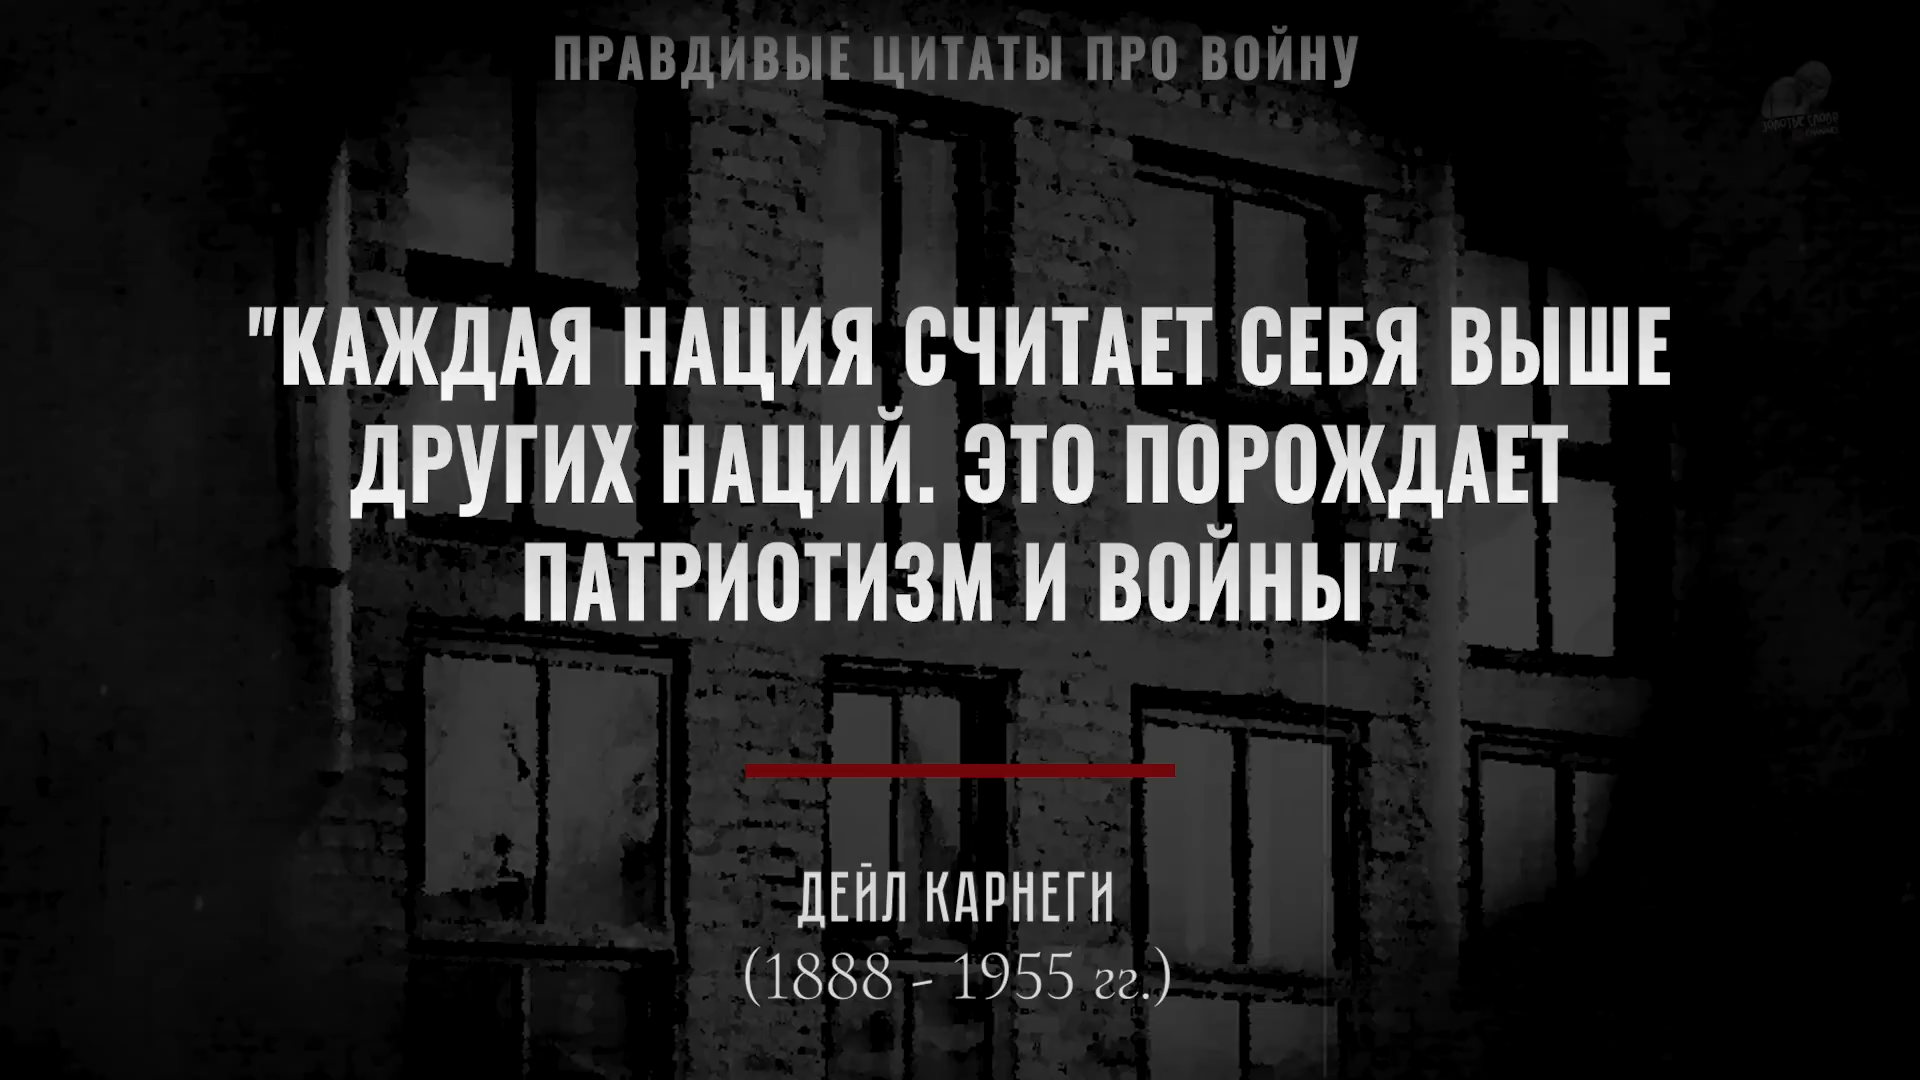 ПРАВДИВЫЕ ЦИТАТЫ ПРО ВОЙНУ
"КАЖДАЯ НАЦИЯ СЧИТАЕТ СЕБЯ ВЫШЕ
ДРУГИХ НАЦИЙ. ЭТО ПОРОЖДАЕТ
ПАТРИОТИЗМ И ВОЙНЫ"
ДЕЙЛ КАРНЕГИ
(1888 - 1955 гг.)